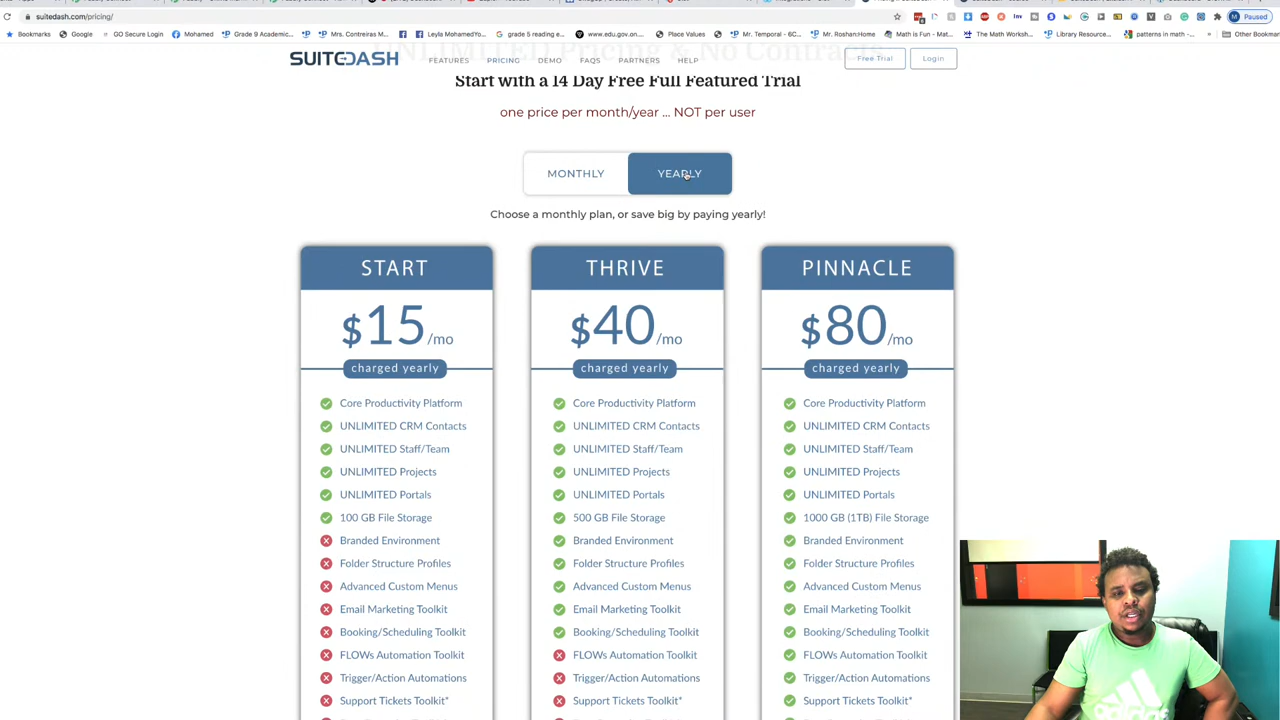 suitedash.com/pricing/
Paused
Bookmarks
Google
GO Secure Login
Mohamed
Grade 9 Academic...
Mrs. Contreiras M...
Leyla MohamedYo...
grade 5 reading e...
www.edu.gov.on...
Place Values
Mr. Temporal - 6C...
Mr. Roshan:Home
Math is Fun - Mat...
The Math Worksh...
Library Resource...
patterns in math...
Other Bookmar
UNLIMITED Pricing & No Contracts
SUITEDASH
FEATURES
PRICING
DEMO
FAQS
PARTNERS
HELP
Free Trial
Login
Start with a 14 Day Free Full Featured Trial
one price per month/year ... NOT per user
MONTHLY
YEARLY
Choose a monthly plan, or save big by paying yearly!
START
$15/mo
charged yearly
Core Productivity Platform
UNLIMITED CRM Contacts
UNLIMITED Staff/Team
UNLIMITED Projects
UNLIMITED Portals
100 GB File Storage
Branded Environment
Folder Structure Profiles
Advanced Custom Menus
Email Marketing Toolkit
Booking/Scheduling Toolkit
FLOWs Automation Toolkit
Trigger/Action Automations
Support Tickets Toolkit*
THRIVE
$40/mo
charged yearly
Core Productivity Platform
UNLIMITED CRM Contacts
UNLIMITED Staff/Team
UNLIMITED Projects
UNLIMITED Portals
500 GB File Storage
Branded Environment
Folder Structure Profiles
Advanced Custom Menus
Email Marketing Toolkit
Booking/Scheduling Toolkit
FLOWs Automation Toolkit
Trigger/Action Automations
Support Tickets Toolkit*
PINNACLE
$80/mo
charged yearly
Core Productivity Platform
UNLIMITED CRM Contacts
UNLIMITED Staff/Team
UNLIMITED Projects
UNLIMITED Portals
1000 GB (1TB) File Storage
Branded Environment
Folder Structure Profiles
Advanced Custom Menus
Email Marketing Toolkit
Booking/Scheduling Toolkit
FLOWs Automation Toolkit
Trigger/Action Automations
Support Tickets Toolkit*
adidas